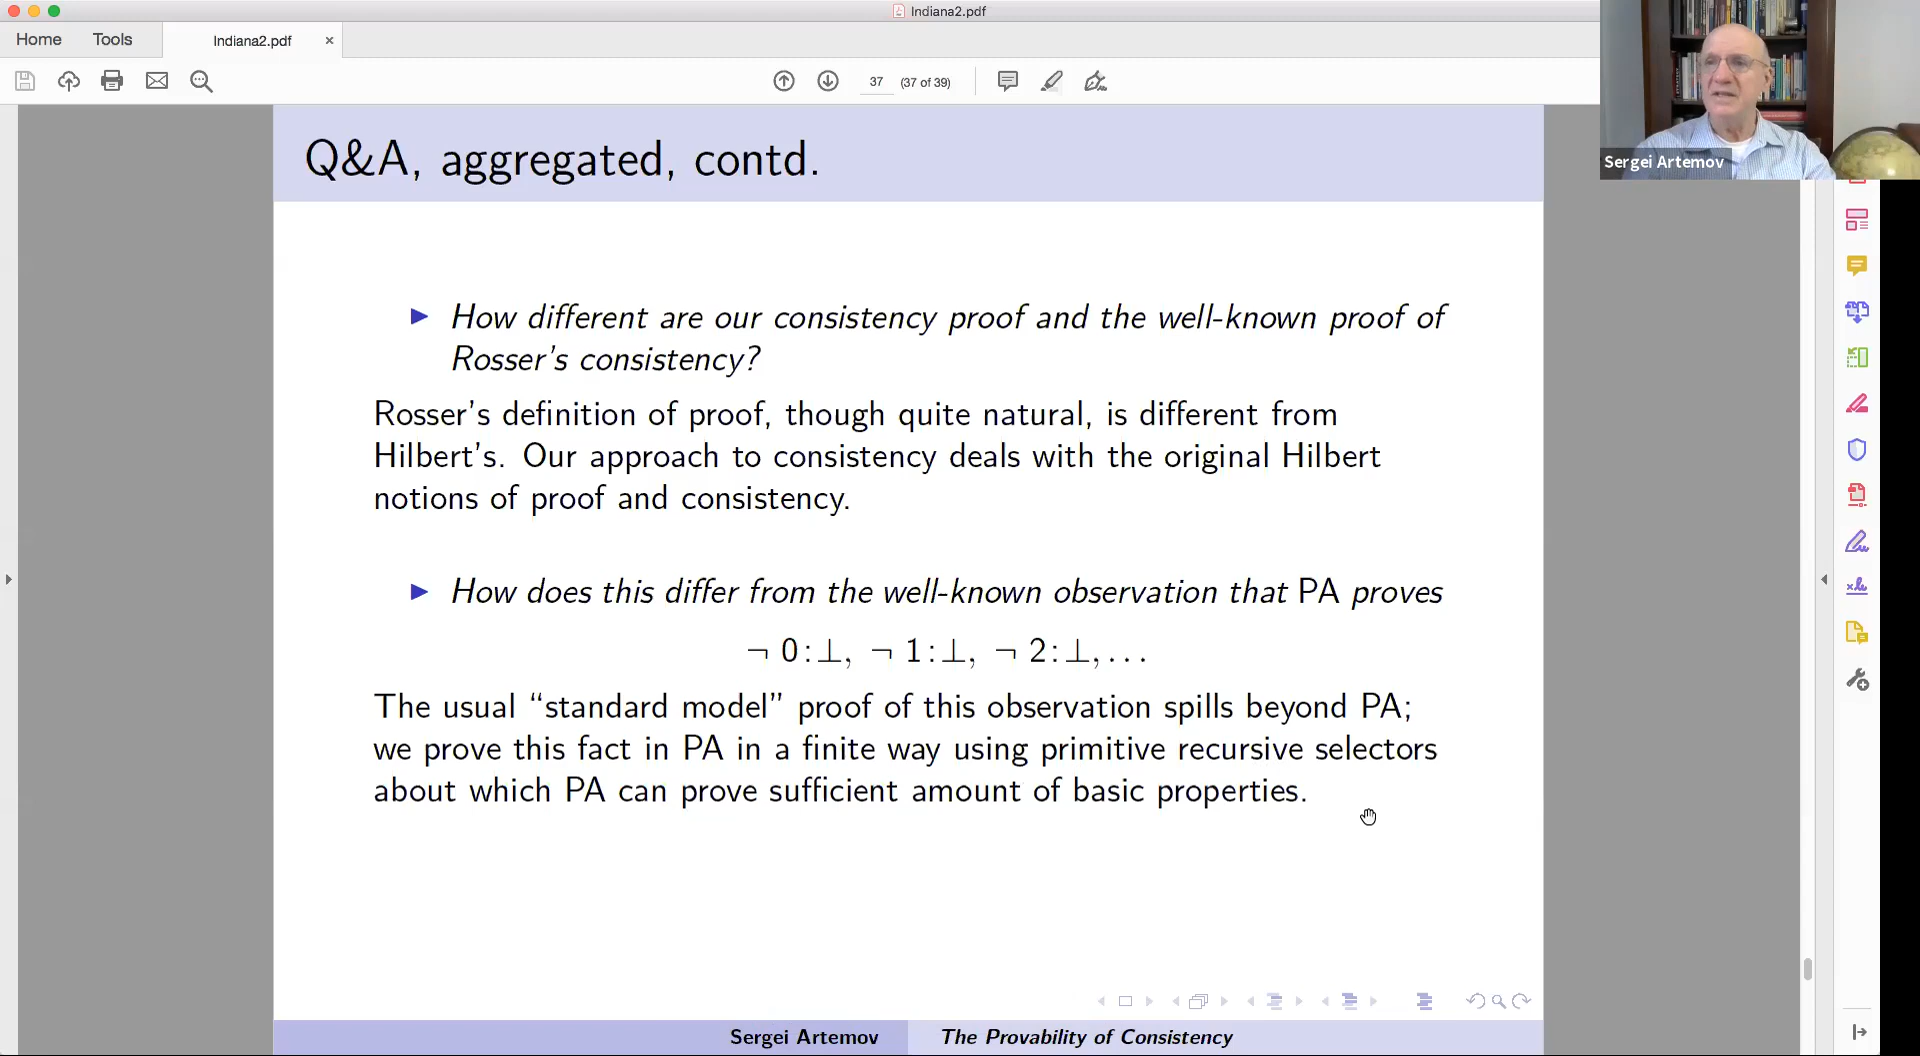 Indiana2.pdf
Home
Tools
Indiana2.pdf
37
(37 of 39)
Sergei Artemov
Q&A, aggregated, contd.
How different are our consistency proof and the well-known proof of
Rosser's consistency?
Rosser's definition of proof, though quite natural, is different from
Hilbert's. Our approach to consistency deals with the original Hilbert
notions of proof and consistency.
How does this differ from the well-known observation that PA proves
¬ 0:⊥, ¬ 1:⊥, ¬ 2:⊥, ...
The usual “standard model” proof of this observation spills beyond PA;
we prove this fact in PA in a finite way using primitive recursive selectors
about which PA can prove sufficient amount of basic properties.
Sergei Artemov
The Provability of Consistency